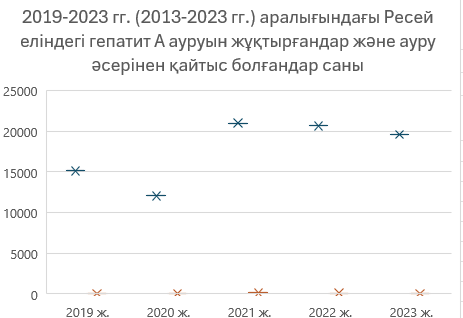 2019-2023 гг. (2013-2023 гг.) аралығындағы Ресей
еліндегі гепатит А ауруын жұқтырғандар және ауру
әсерінен қайтыс болғандар саны
25000
20000
15000
10000
5000
0
2019 ж.
2020 ж.
2021 ж.
2022 ж.
2023 ж.